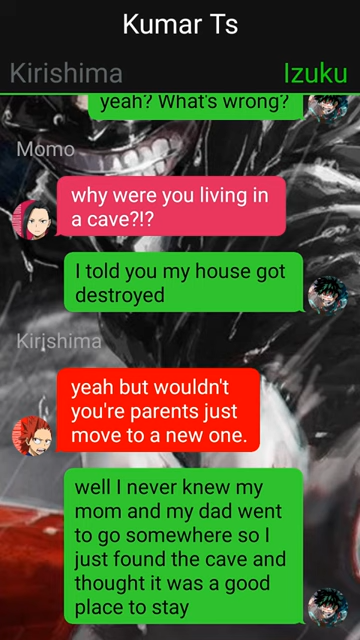 Kumar Ts
Kirishima Izuku
yeah? What's wrong?
Momo
why were you living in
a cave?!?
I told you my house got
destroyed
Kirishima
yeah but wouldn't
you're parents just
move to a new one.
well I never knew my
mom and my dad went
to go somewhere so I
just found the cave and
thought it was a good
place to stay